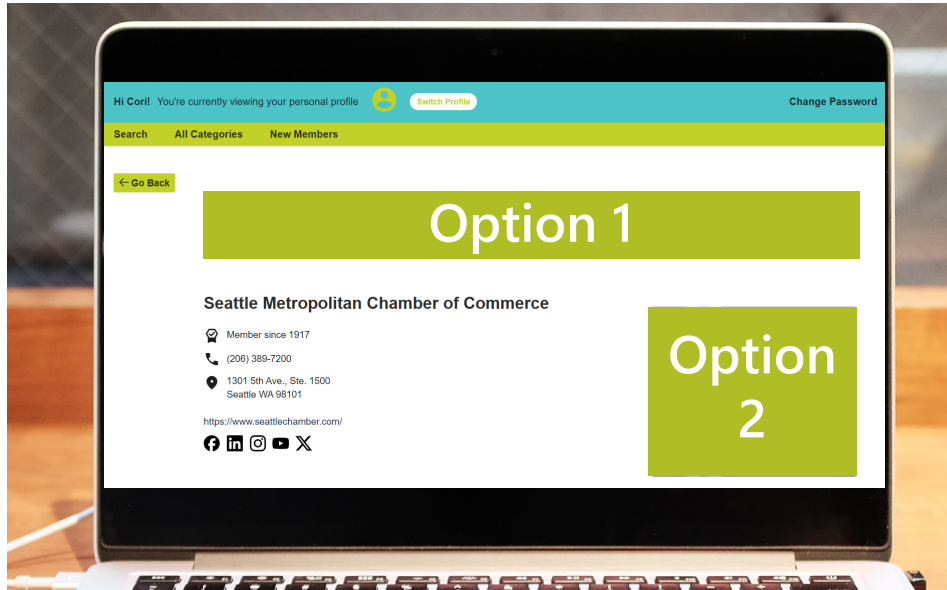 Hi Cori! You're currently viewing your personal profile Switch Profile Change Password
Search All Categories New Members
← Go Back
Option 1
Seattle Metropolitan Chamber of Commerce
Member since 1917
(206) 389-7200
1301 5th Ave., Ste. 1500
Seattle WA 98101
https://www.seattlechamber.com/
Option
2